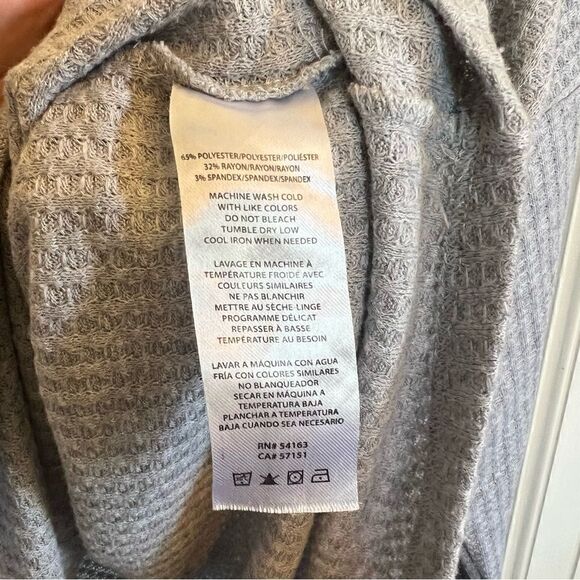 65% POLYESTER/POLYESTER/POLIÉSTER
32% RAYON/RAYON/RAYON
3% SPANDEX/SPANDEX/SPANDEX
MACHINE WASH COLD
WITH LIKE COLORS
DO NOT BLEACH
TUMBLE DRY LOW
COOL IRON WHEN NEEDED
LAVAGE EN MACHINE À
TEMPÉRATURE FROIDE AVEC
COULEURS SIMILAIRES
NE PAS BLANCHIR
METTRE AU SÈCHE-LINGE
PROGRAMME DÉLICAT
REPASSER À BASSE
TEMPÉRATURE AU BESOIN
LAVAR A MÁQUINA CON AGUA
FRÍA CON COLORES SIMILARES
NO BLANQUEADOR
SECAR EN MÁQUINA A
TEMPERATURA BAJA
PLANCHAR A TEMPERATURA
BAJA CUANDO SEA NECESARIO
RN# 54163
CA# 57151